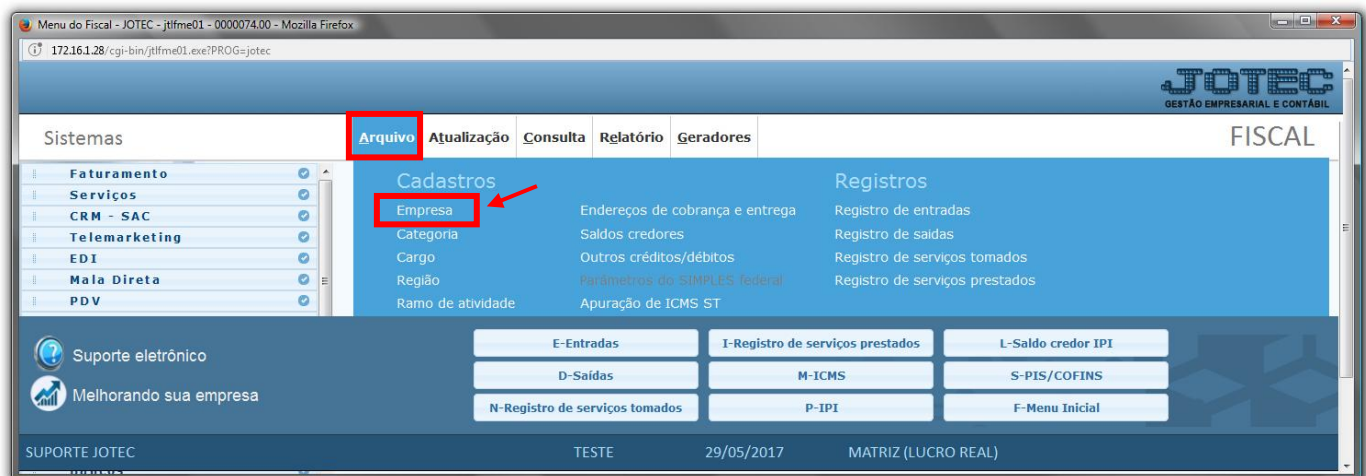 Menu do Fiscal - JOTEC - jtlfme01 - 0000074.00 - Mozilla Firefox
172.16.1.28/cgi-bin/jtlfme01.exe?PROG=jotec
JOTEC
GESTÃO EMPRESARIAL E CONTÁBIL
Sistemas
Arquivo Atualização Consulta Relatório Geradores
FISCAL
Faturamento
Serviços
CRM - SAC
Telemarketing
EDI
Mala Direta
PDV
Cadastros
Empresa
Categoria
Cargo
Região
Ramo de atividade
Endereços de cobrança e entrega
Saldos credores
Outros créditos/débitos
Parâmetros do SIMPLES federal
Apuração de ICMS ST
Registros
Registro de entradas
Registro de saidas
Registro de serviços tomados
Registro de serviços prestados
Suporte eletrônico
Melhorando sua empresa
E-Entradas I-Registro de serviços prestados L-Saldo credor IPI
D-Saídas M-ICMS S-PIS/COFINS
N-Registro de serviços tomados P-IPI F-Menu Inicial
SUPORTE JOTEC TESTE 29/05/2017 MATRIZ (LUCRO REAL)